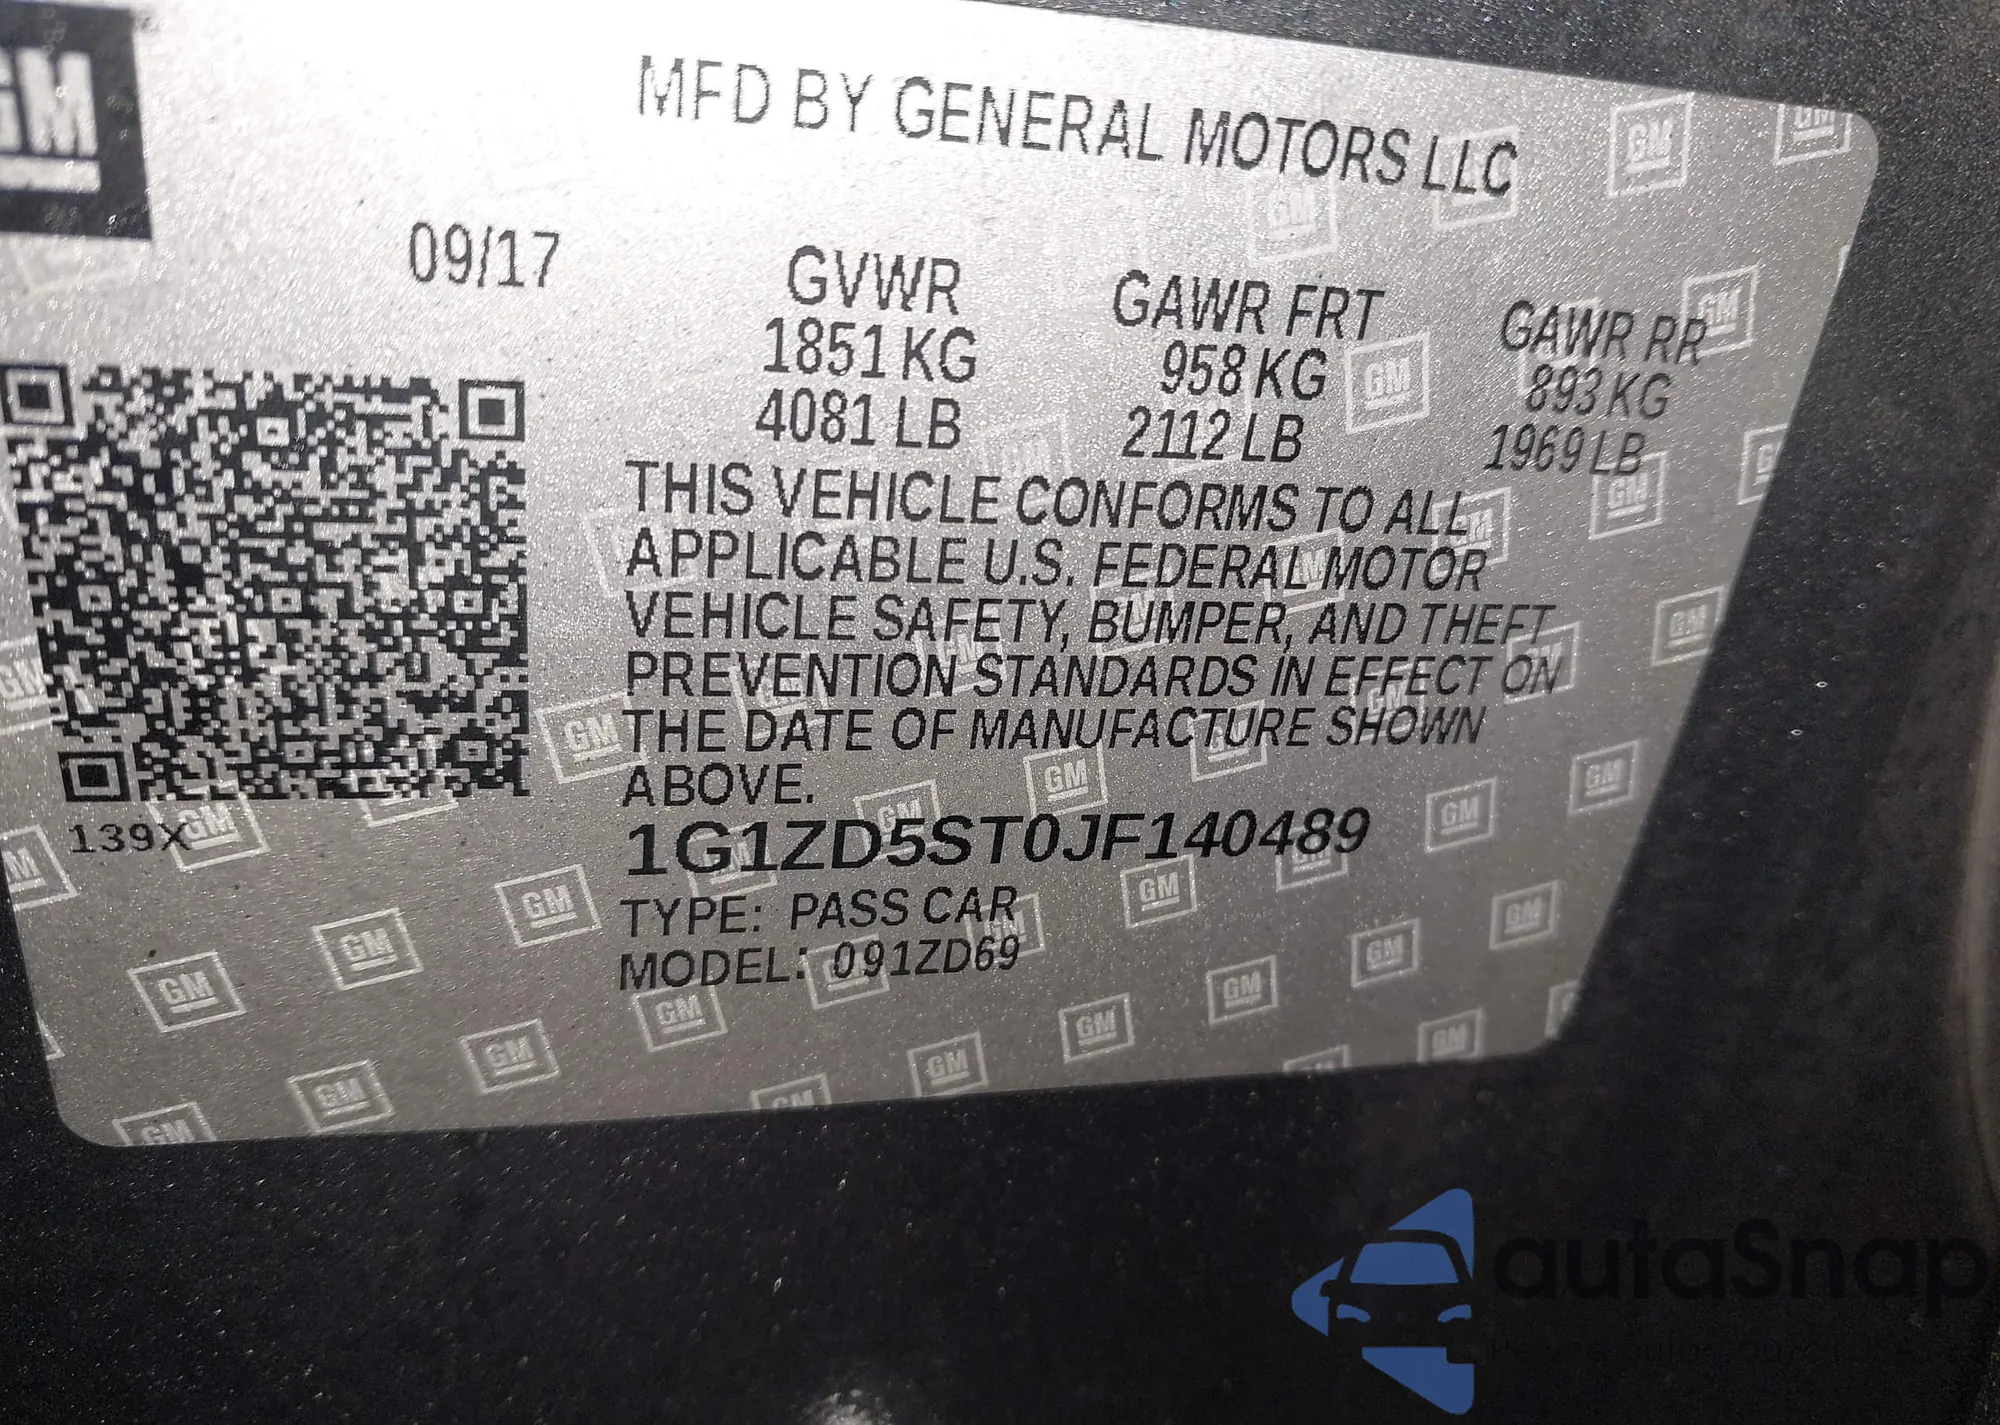 GM
MFD BY GENERAL MOTORS LLC
09/17
GVWR
1851 KG
4081 LB
GAWR FRT
958 KG
2112 LB
GAWR RR
893 KG
1969 LB
THIS VEHICLE CONFORMS TO ALL
APPLICABLE U.S. FEDERAL MOTOR
VEHICLE SAFETY, BUMPER, AND THEFT
PREVENTION STANDARDS IN EFFECT ON
THE DATE OF MANUFACTURE SHOWN
ABOVE.
139X
1G1ZD5ST0JF140489
TYPE: PASS CAR
MODEL: 091ZD69
autaSnap